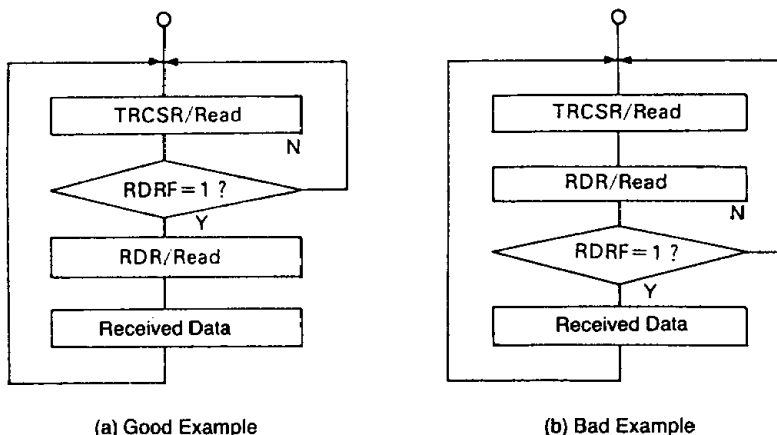 TRCSR/Read
N
RDRF=1 ?
Y
RDR/Read
Received Data
(a) Good Example
TRCSR/Read
RDR/Read
N
RDRF=1 ?
Y
Received Data
(b) Bad Example